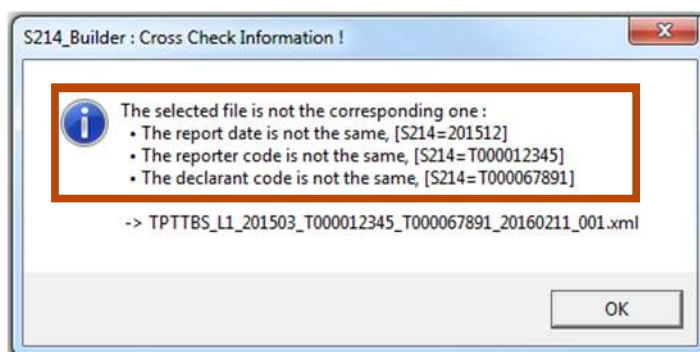 S214_Builder : Cross Check Information !
The selected file is not the corresponding one :
• The report date is not the same, [S214=201512]
• The reporter code is not the same, [S214=T000012345]
• The declarant code is not the same, [S214=T000067891]
-> TPTTBS_L1_201503_T000012345_T000067891_20160211_001.xml
OK